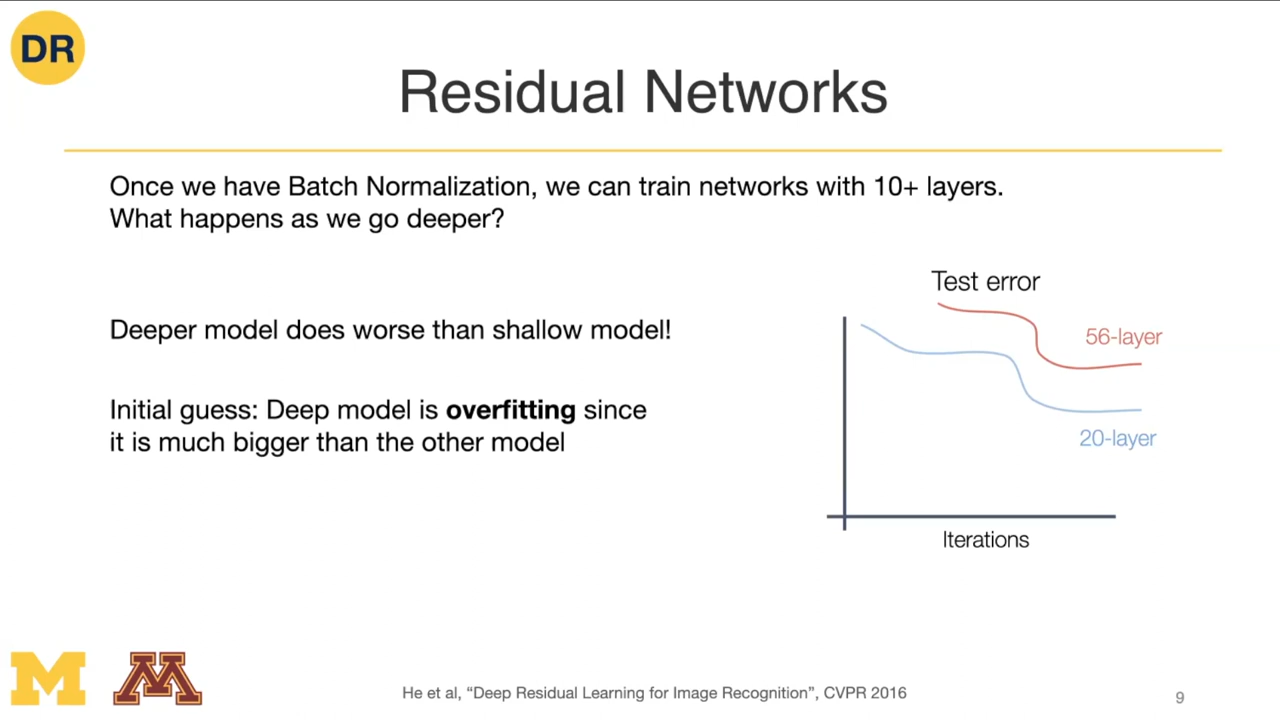 DR
Residual Networks
Once we have Batch Normalization, we can train networks with 10+ layers.
What happens as we go deeper?
Deeper model does worse than shallow model!
Initial guess: Deep model is overfitting since
it is much bigger than the other model
Test error
56-layer
20-layer
Iterations
M M
He et al, “Deep Residual Learning for Image Recognition”, CVPR 2016
9